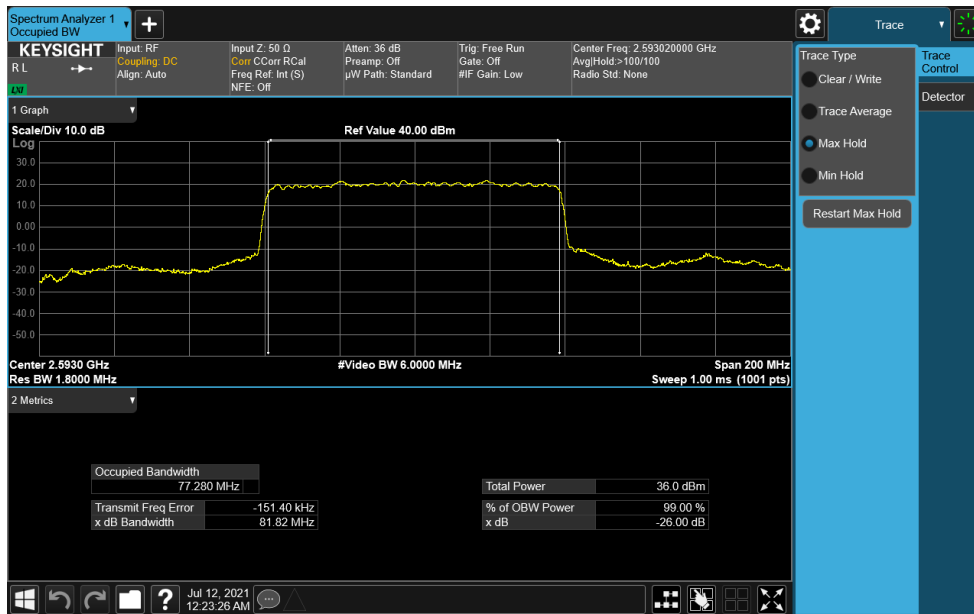 Spectrum Analyzer 1
Occupied BW
Trace
KEYSIGHT
R L
LXI
Input: RF
Coupling: DC
Align: Auto
Input Z: 50 Ω
Corr CCorr RCal
Freq Ref: Int (S)
NFE: Off
Atten: 36 dB
Preamp: Off
µW Path: Standard
Trig: Free Run
Gate: Off
#IF Gain: Low
Center Freq: 2.593020000 GHz
Avg|Hold:>100/100
Radio Std: None
Trace Type
Clear / Write
Trace Average
Max Hold
Min Hold
Restart Max Hold
Trace
Control
Detector
1 Graph
Scale/Div 10.0 dB
Ref Value 40.00 dBm
Log
30.0
20.0
10.0
0.00
-10.0
-20.0
-30.0
-40.0
-50.0
Center 2.5930 GHz
#Video BW 6.0000 MHz
Span 200 MHz
Res BW 1.8000 MHz
Sweep 1.00 ms (1001 pts)
2 Metrics
Occupied Bandwidth
77.280 MHz
Total Power 36.0 dBm
Transmit Freq Error -151.40 kHz
% of OBW Power 99.00 %
x dB Bandwidth 81.82 MHz
x dB -26.00 dB
?
Jul 12, 2021
12:23:26 AM